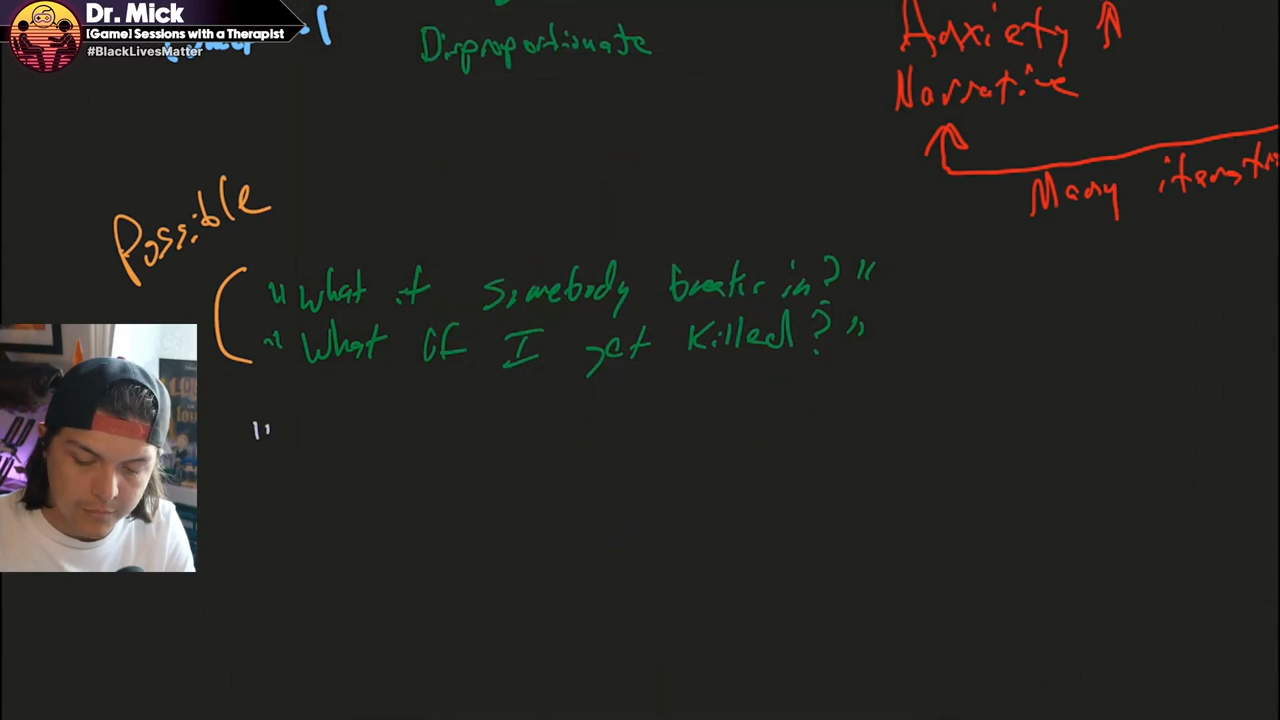 Dr. Mick
[Game] Sessions with a Therapist
#BlackLivesMatter
Disproportionate
Anxiety ↑
Narrative
Many
Possible
"What if somebody breaks in?"
"What if I get killed?"
"